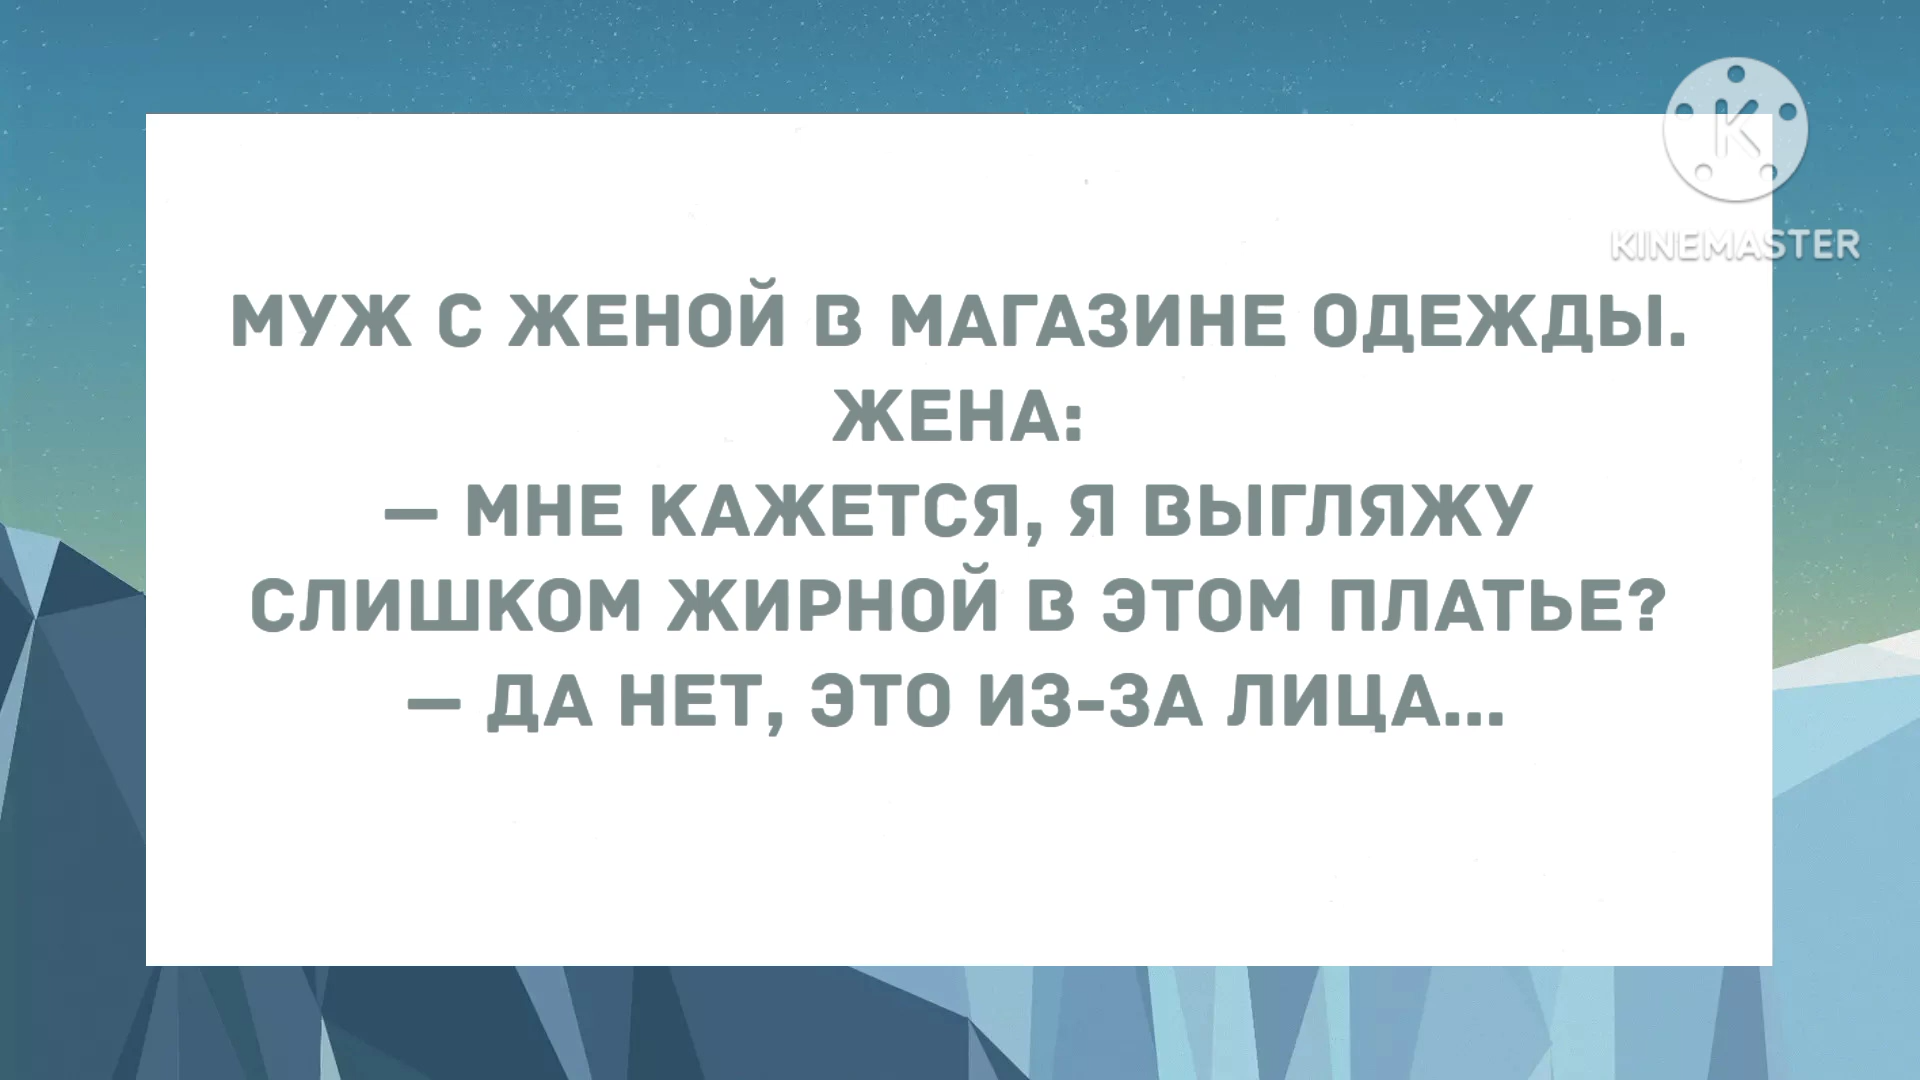 KINEMASTER
МУЖ С ЖЕНОЙ В МАГАЗИНЕ ОДЕЖДЫ.
ЖЕНА:
– МНЕ КАЖЕТСЯ, Я ВЫГЛЯЖУ
СЛИШКОМ ЖИРНОЙ В ЭТОМ ПЛАТЬЕ?
– ДА НЕТ, ЭТО ИЗ-ЗА ЛИЦА...